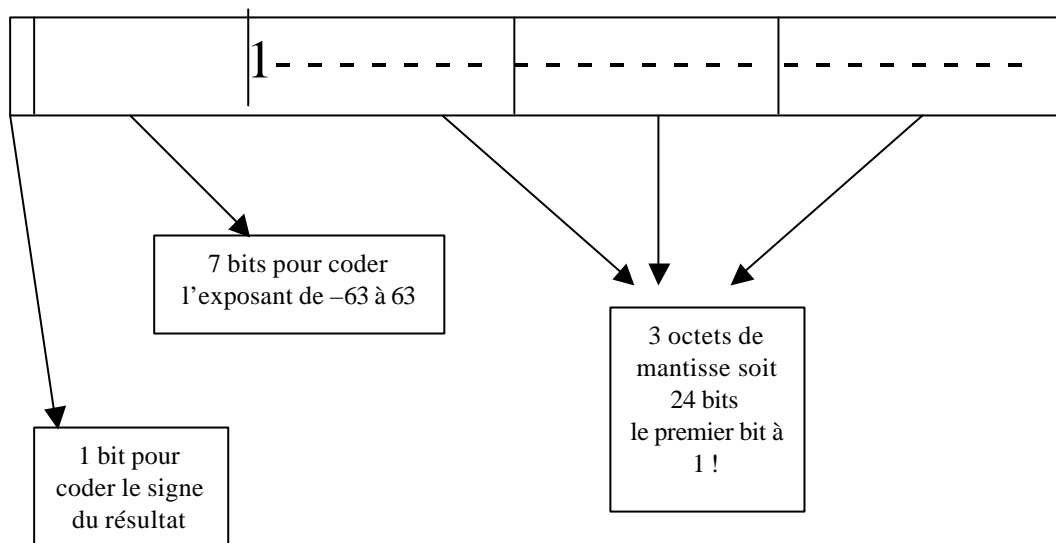 1
7 bits pour coder
l’exposant de –63 à 63
3 octets de
mantisse soit
24 bits
le premier bit à
1 !
1 bit pour
coder le signe
du résultat